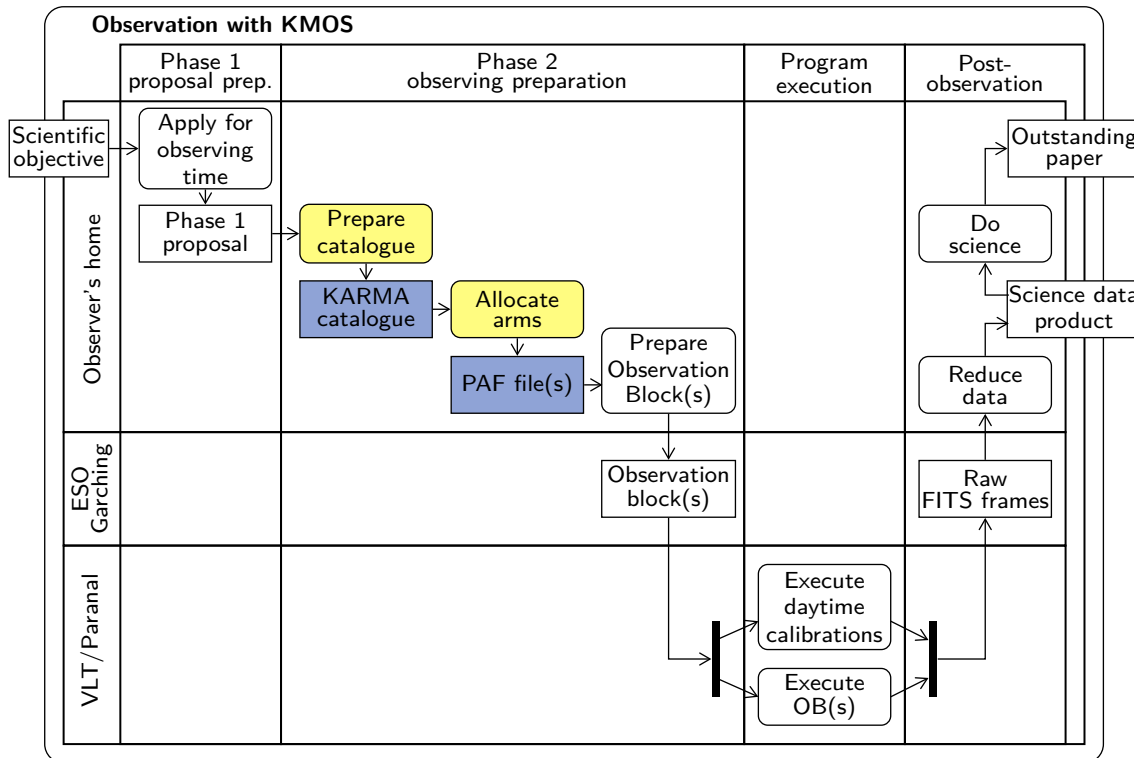 Observation with KMOS
Phase 1
proposal prep.
Phase 2
observing preparation
Program
execution
Post-
observation
Observer's home
Scientific
objective
Apply for
observing
time
Phase 1
proposal
Prepare
catalogue
KARMA
catalogue
Allocate
arms
PAF file(s)
Prepare
Observation
Block(s)
Outstanding
paper
Do
science
Science data
product
Reduce
data
ESO
Garching
Observation
block(s)
Raw
FITS frames
VLT/Paranal
Execute
daytime
calibrations
Execute
OB(s)